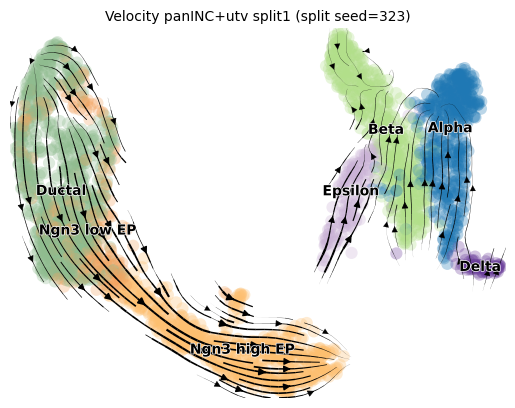 Velocity panINC+utv split1 (split seed=323)
Beta
Alpha
Ductal
Epsilon
Ngn3 low EP
Delta
Ngn3 high EP